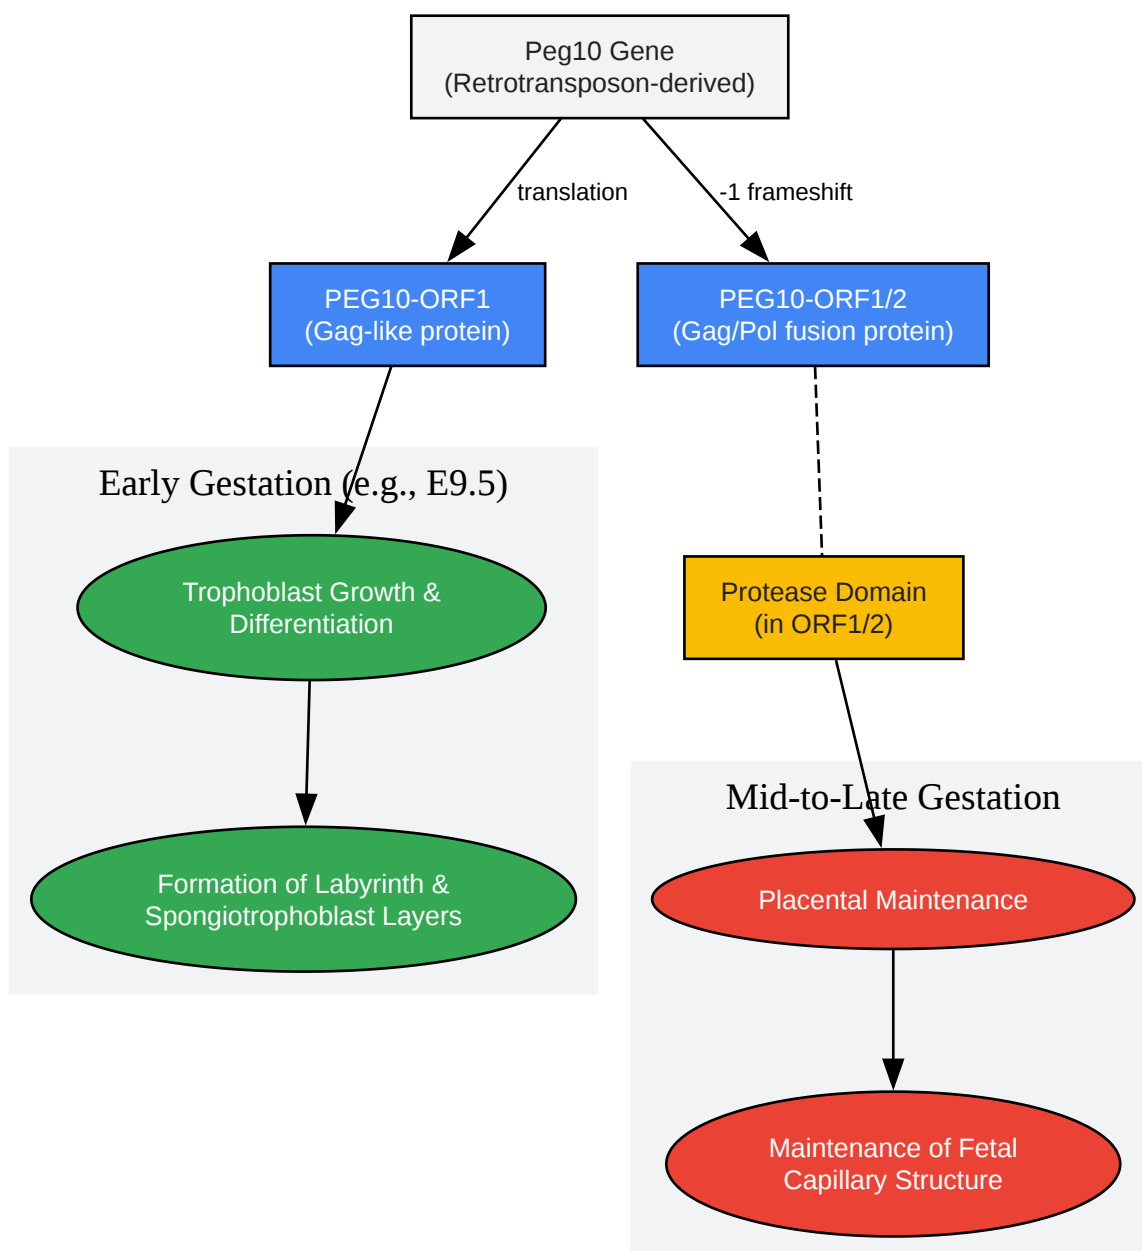 Peg10 Gene
(Retrotransposon-derived)
translation
-1 frameshift
PEG10-ORF1
(Gag-like protein)
PEG10-ORF1/2
(Gag/Pol fusion protein)
Early Gestation (e.g., E9.5)
Trophoblast Growth &
Differentiation
Protease Domain
(in ORF1/2)
Formation of Labyrinth &
Spongiotrophoblast Layers
Mid-to-Late Gestation
Placental Maintenance
Maintenance of Fetal
Capillary Structure